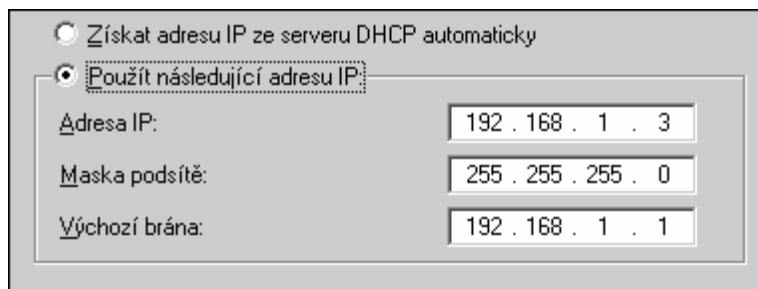 Získat adresu IP ze serveru DHCP automaticky
Použít následující adresu IP:
Adresa IP: 192 . 168 . 1 . 3
Maska podsítě: 255 . 255 . 255 . 0
Výchozí brána: 192 . 168 . 1 . 1